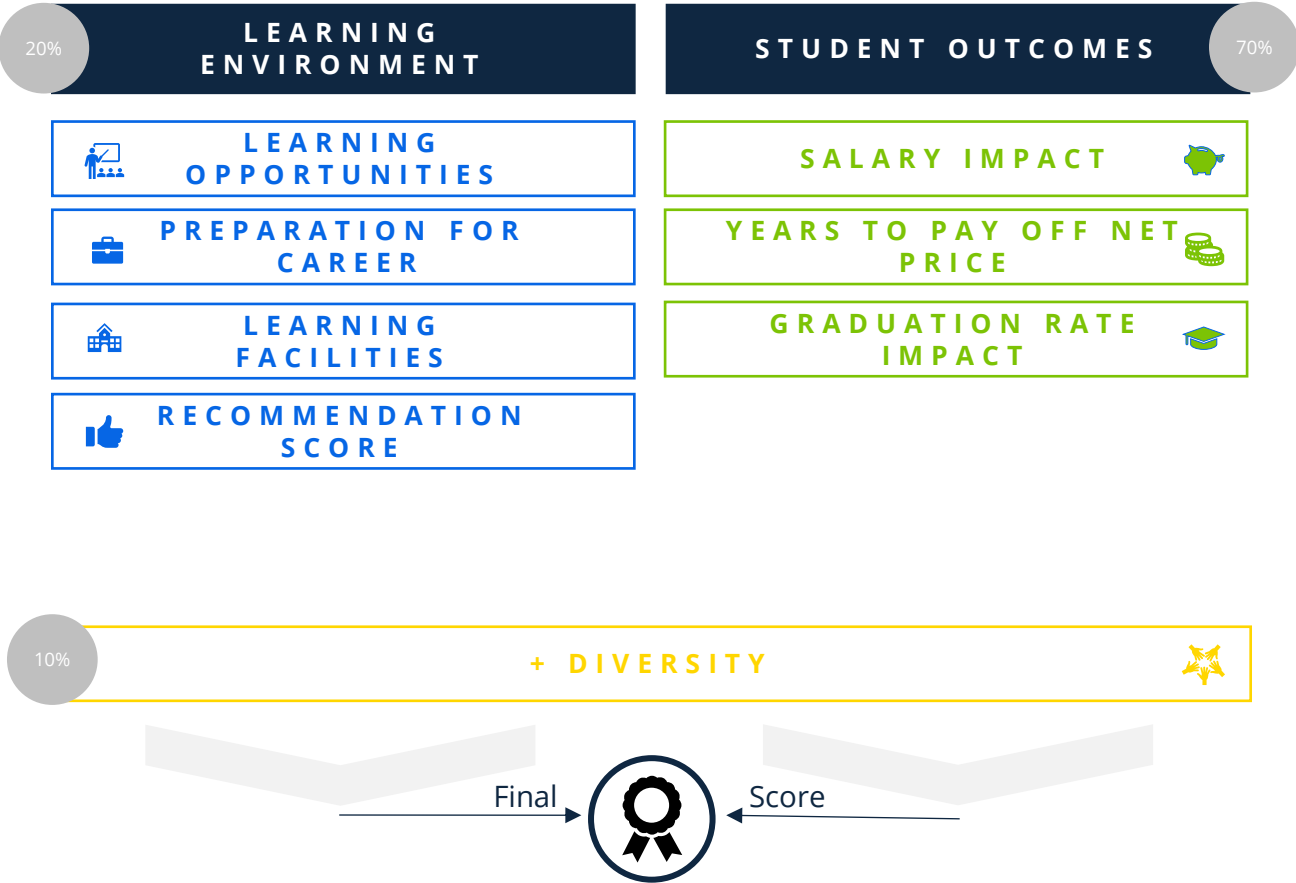 20%
LEARNING
ENVIRONMENT
STUDENT OUTCOMES
70%
LEARNING
OPPORTUNITIES
PREPARATION FOR
CAREER
LEARNING
FACILITIES
RECOMMENDATION
SCORE
SALARY IMPACT
YEARS TO PAY OFF NET
PRICE
GRADUATION RATE
IMPACT
10%
+ DIVERSITY
Final
Score